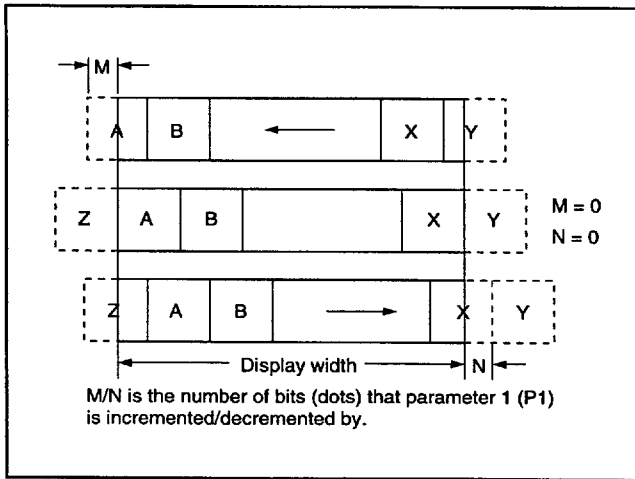 M
A B X Y
Z A B X Y M = 0
N = 0
Z A B X Y
Display width N
M/N is the number of bits (dots) that parameter 1 (P1)
is incremented/decremented by.